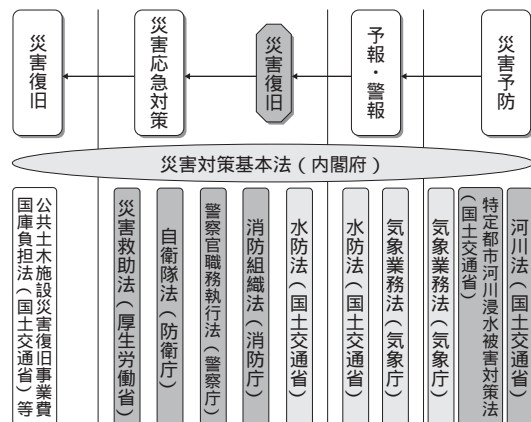 災害復旧
災害応急対策
災害復旧
予報・警報
災害予防
災害対策基本法（内閣府）
公共土木施設災害復旧事業費
国庫負担法（国土交通省）等
災害救助法（厚生労働省）
自衛隊法（防衛庁）
警察官職務執行法（警察庁）
消防組織法（消防庁）
水防法（国土交通省）
水防法（国土交通省）
気象業務法（気象庁）
気象業務法（気象庁）
特定都市河川浸水被害対策法
（国土交通省）
河川法（国土交通省）